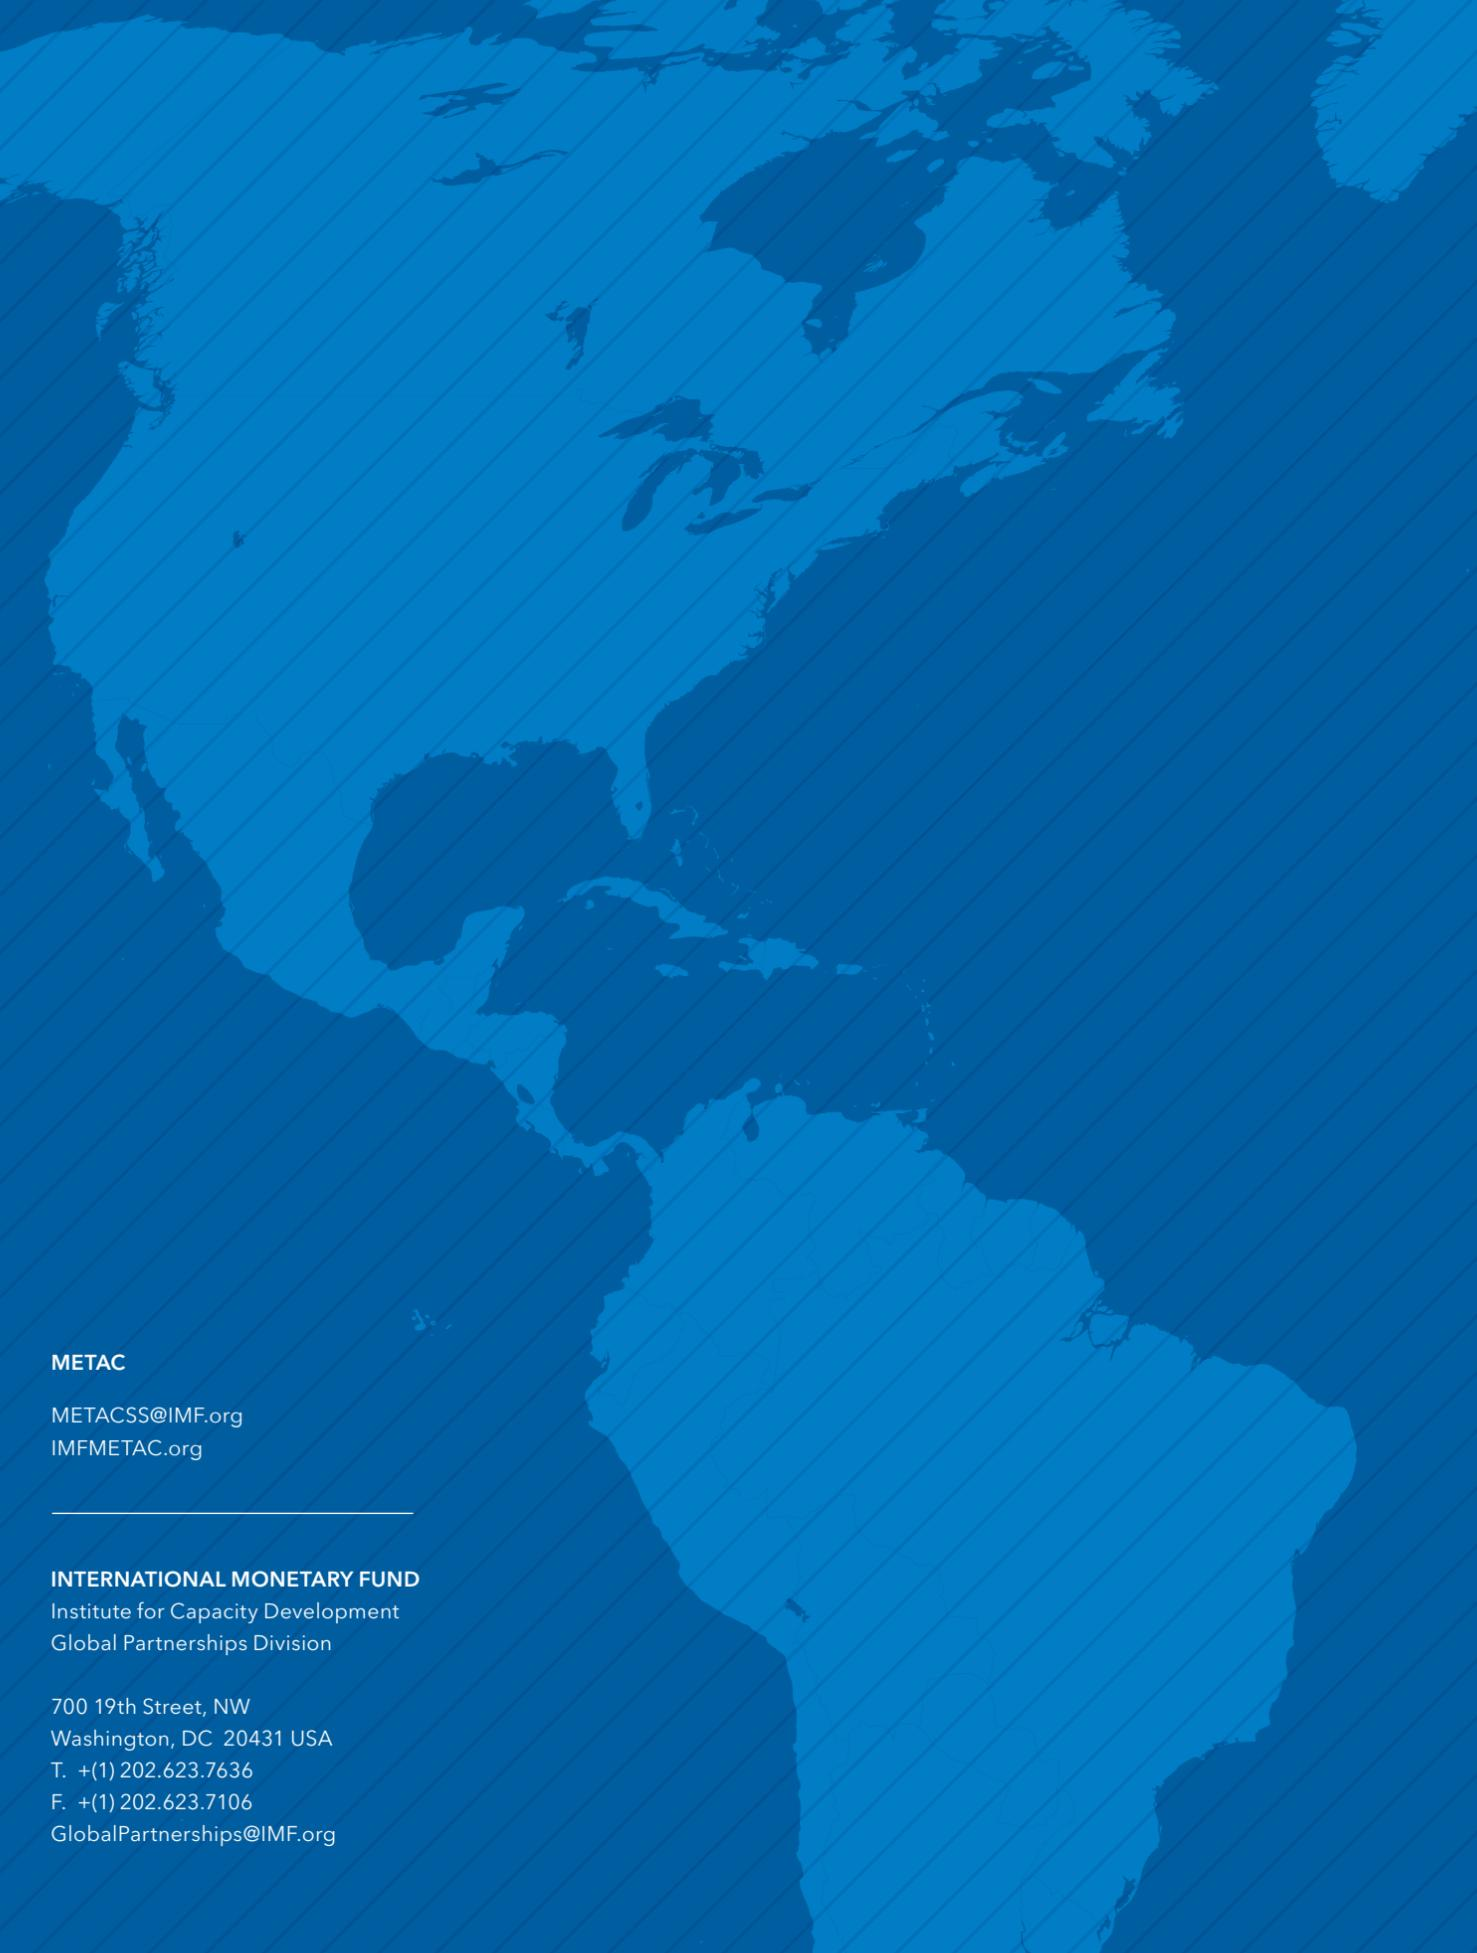 METAC
METACSS@IMF.org
IMFMETAC.org
INTERNATIONAL MONETARY FUND
Institute for Capacity Development
Global Partnerships Division
700 19th Street, NW
Washington, DC 20431 USA
T. +(1) 202.623.7636
F. +(1) 202.623.7106
GlobalPartnerships@IMF.org